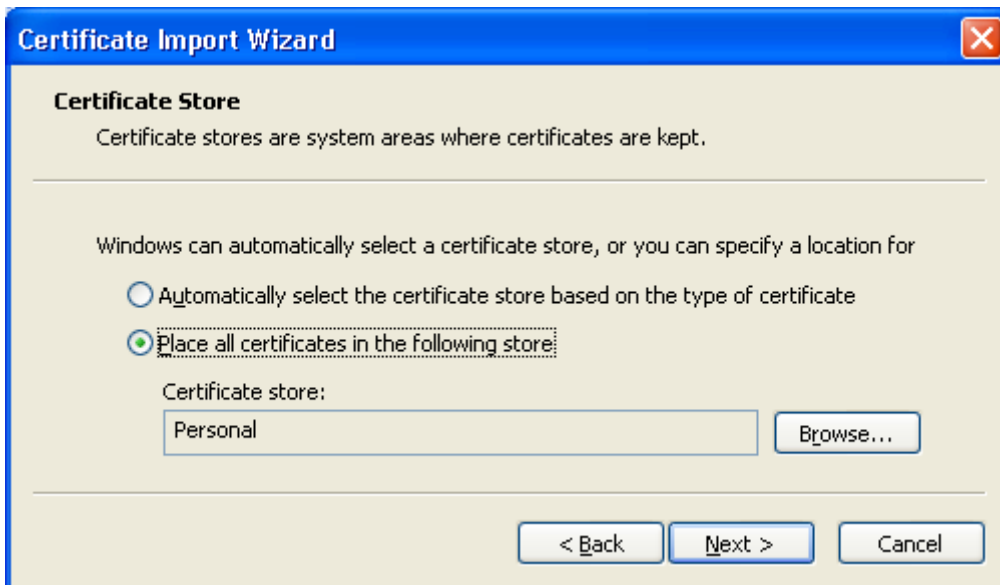 Certificate Import Wizard
Certificate Store
Certificate stores are system areas where certificates are kept.
Windows can automatically select a certificate store, or you can specify a location for
Automatically select the certificate store based on the type of certificate
Place all certificates in the following store
Certificate store:
Personal
Browse...
< Back
Next >
Cancel